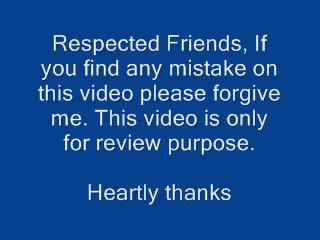 Respected Friends, If
you find any mistake on
this video please forgive
me. This video is only
for review purpose.
Heartly thanks